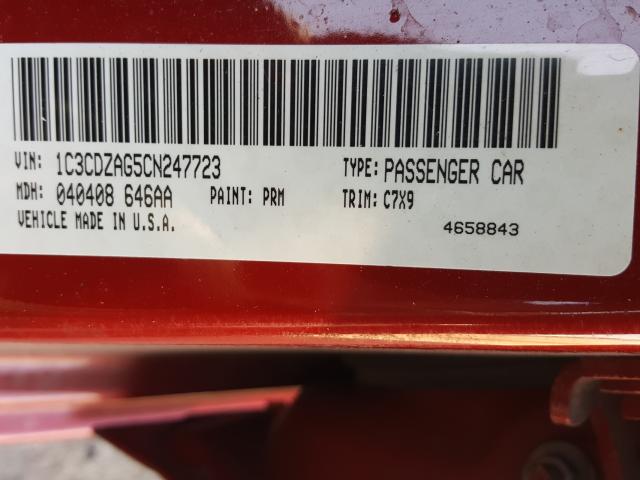 VIN: 1C3CDZAG5CN247723 TYPE: PASSENGER CAR
MDH: 040408 646AA PAINT: PRM TRIM: C7X9
VEHICLE MADE IN U.S.A. 4658843